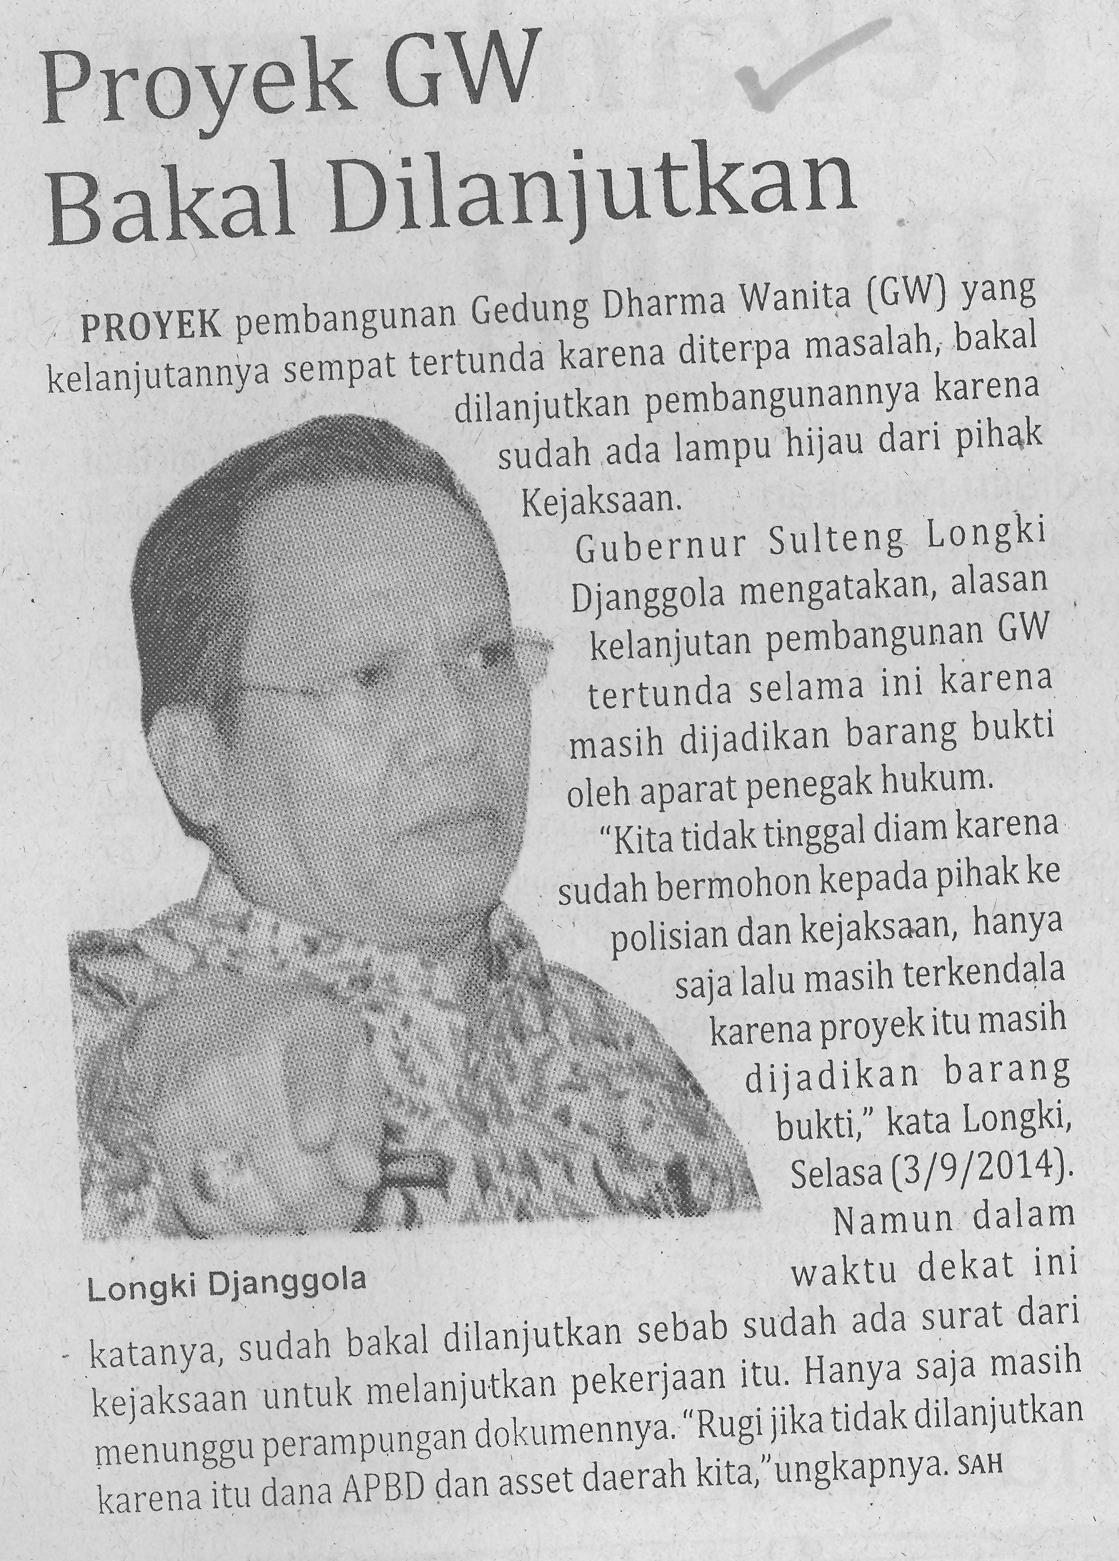 Proyek GW
Bakal Dilanjutkan
PROYEK pembangunan Gedung Dharma Wanita (GW) yang
kelanjutannya sempat tertunda karena diterpa masalah, bakal
dilanjutkan pembangunannya karena
sudah ada lampu hijau dari pihak
Kejaksaan.
Gubernur Sulteng Longki
Djanggola mengatakan, alasan
kelanjutan pembangunan GW
tertunda selama ini karena
masih dijadikan barang bukti
oleh aparat penegak hukum.
“Kita tidak tinggal diam karena
sudah bermohon kepada pihak ke
polisian dan kejaksaan, hanya
saja lalu masih terkendala
karena proyek itu masih
dijadikan barang
bukti,” kata Longki,
Selasa (3/9/2014).
Namun dalam
waktu dekat ini
katanya, sudah bakal dilanjutkan sebab sudah ada surat dari
kejaksaan untuk melanjutkan pekerjaan itu. Hanya saja masih
menunggu perampungan dokumennya. “Rugi jika tidak dilanjutkan
karena itu dana APBD dan asset daerah kita,”ungkapnya. SAH
Longki Djanggola